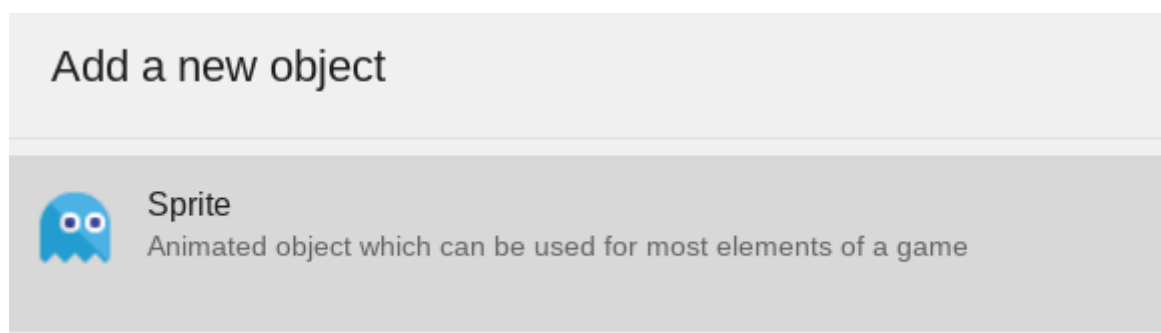 Add a new object
Sprite
Animated object which can be used for most elements of a game